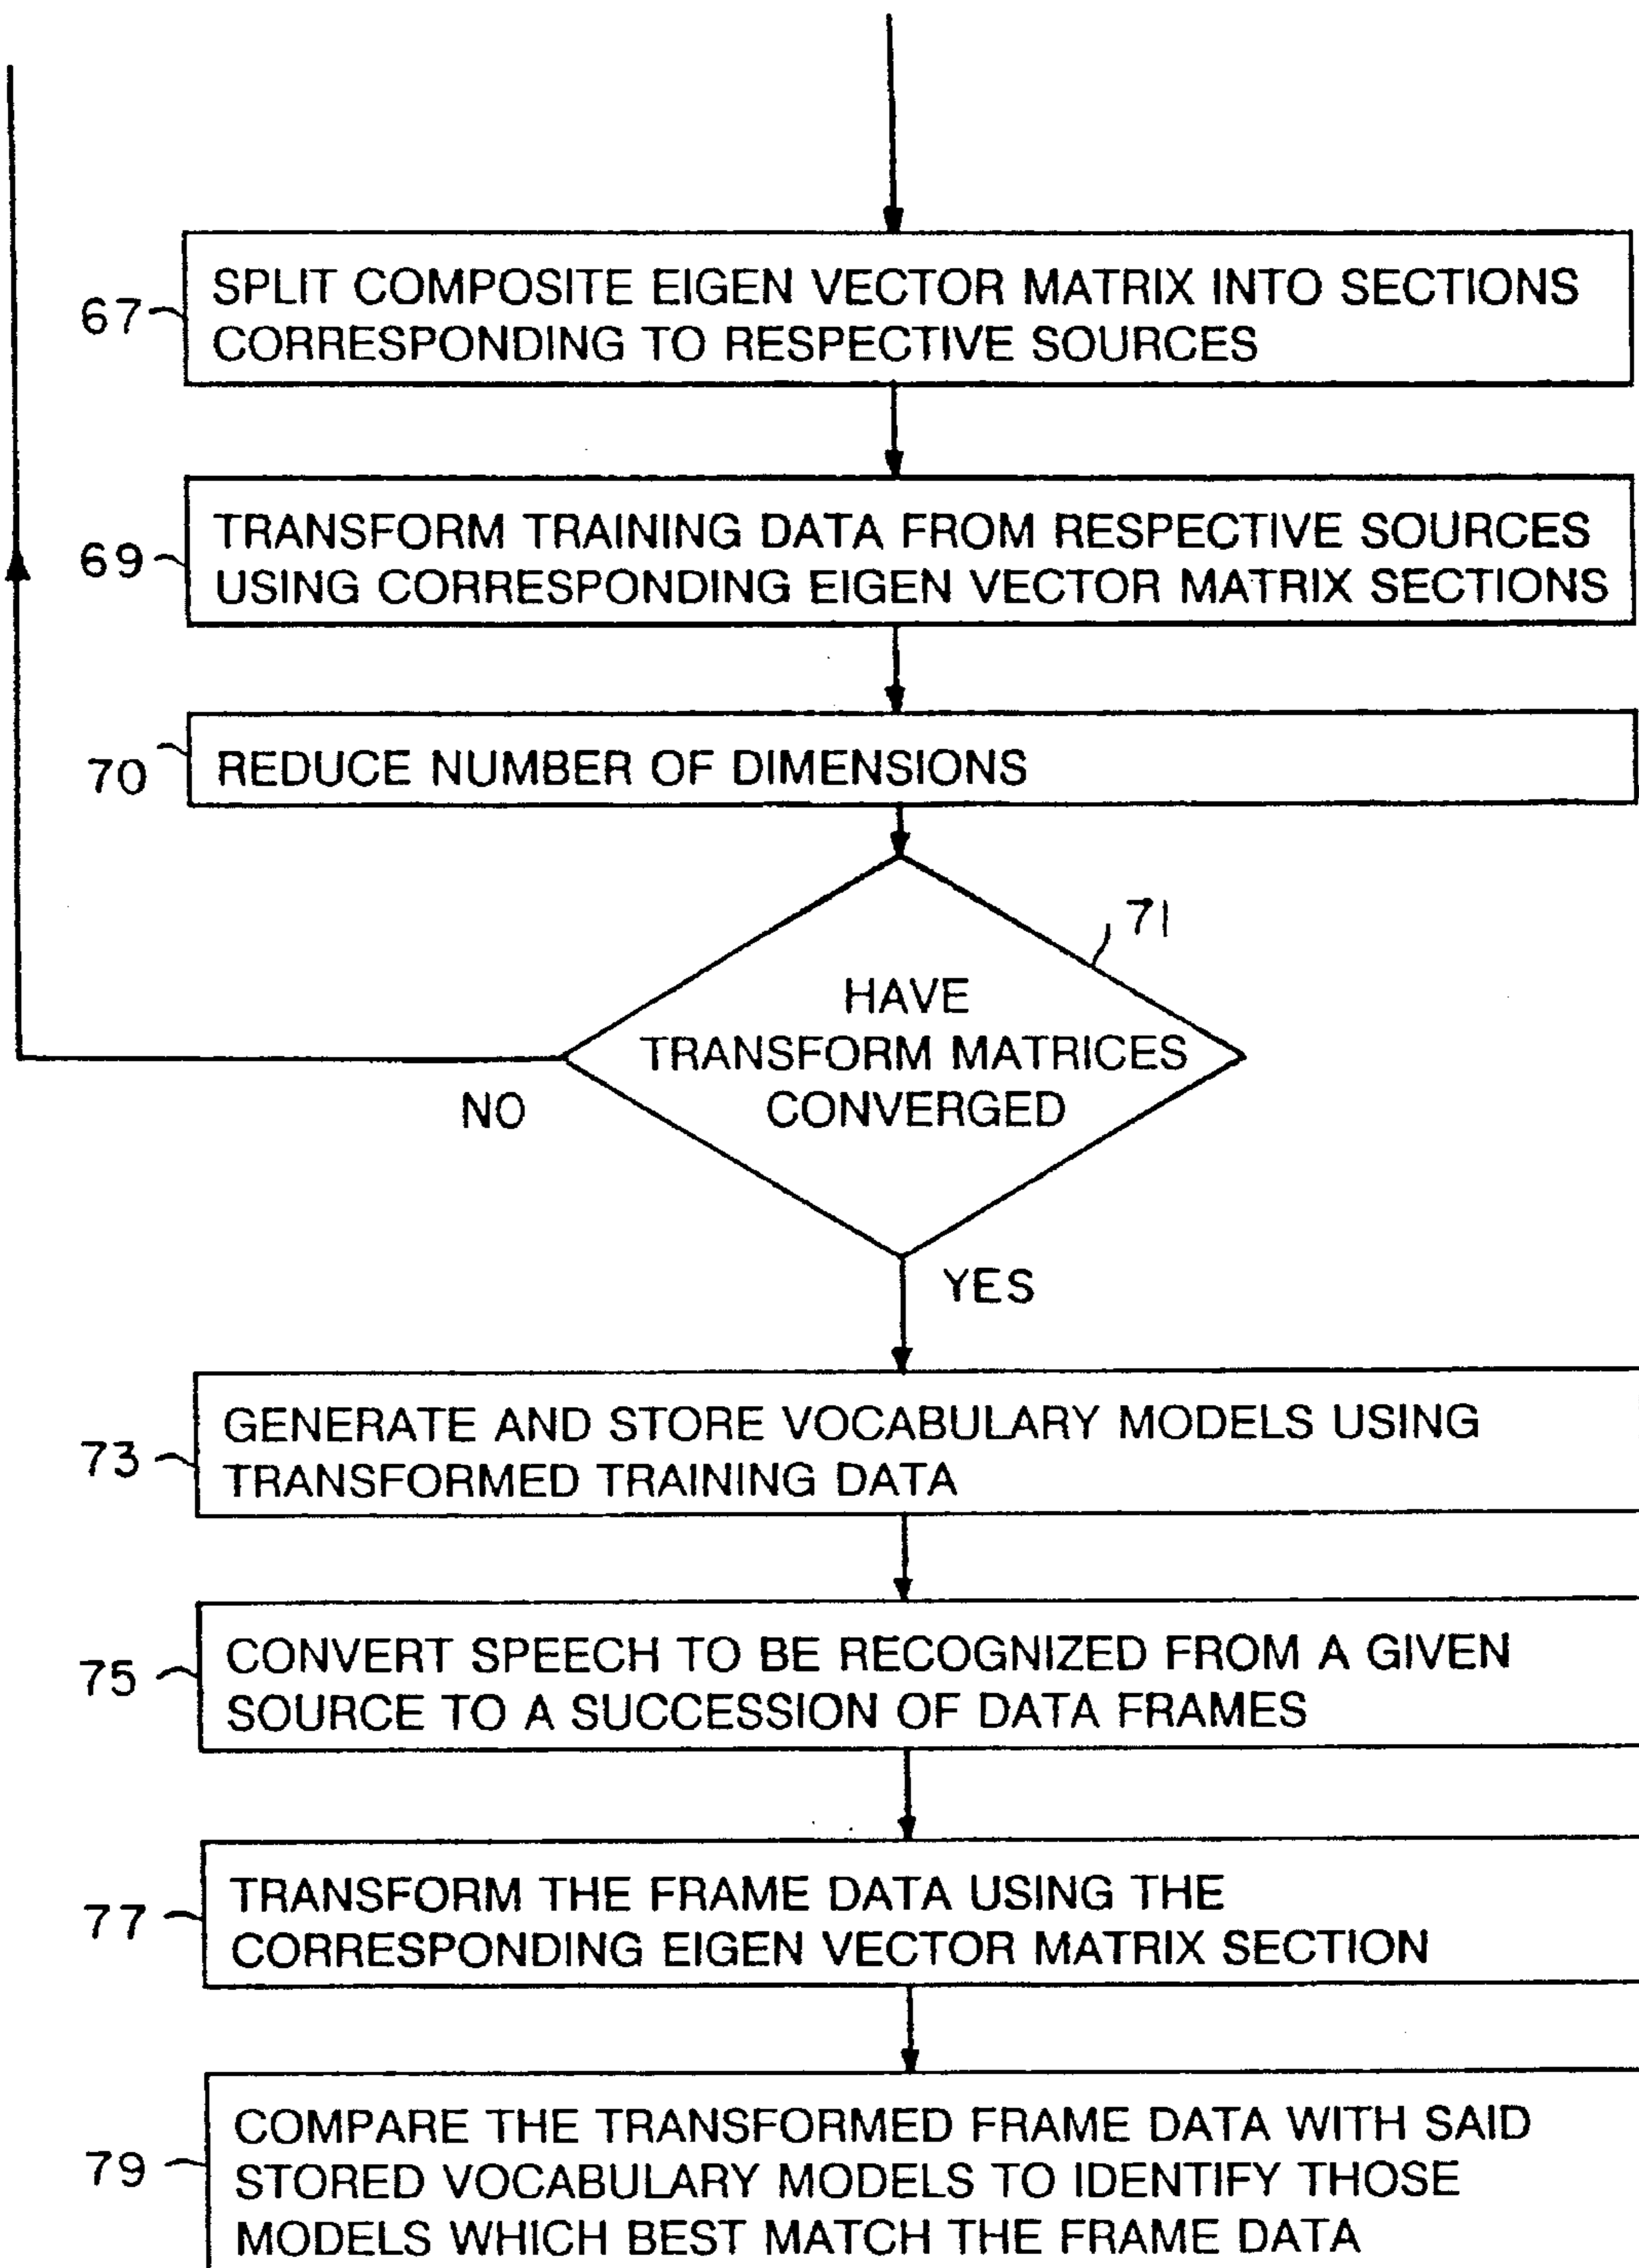 67
SPLIT COMPOSITE EIGEN VECTOR MATRIX INTO SECTIONS
CORRESPONDING TO RESPECTIVE SOURCES
69
TRANSFORM TRAINING DATA FROM RESPECTIVE SOURCES
USING CORRESPONDING EIGEN VECTOR MATRIX SECTIONS
70
REDUCE NUMBER OF DIMENSIONS
71
HAVE
TRANSFORM MATRICES
CONVERGED
NO
YES
73
GENERATE AND STORE VOCABULARY MODELS USING
TRANSFORMED TRAINING DATA
75
CONVERT SPEECH TO BE RECOGNIZED FROM A GIVEN
SOURCE TO A SUCCESSION OF DATA FRAMES
77
TRANSFORM THE FRAME DATA USING THE
CORRESPONDING EIGEN VECTOR MATRIX SECTION
79
COMPARE THE TRANSFORMED FRAME DATA WITH SAID
STORED VOCABULARY MODELS TO IDENTIFY THOSE
MODELS WHICH BEST MATCH THE FRAME DATA